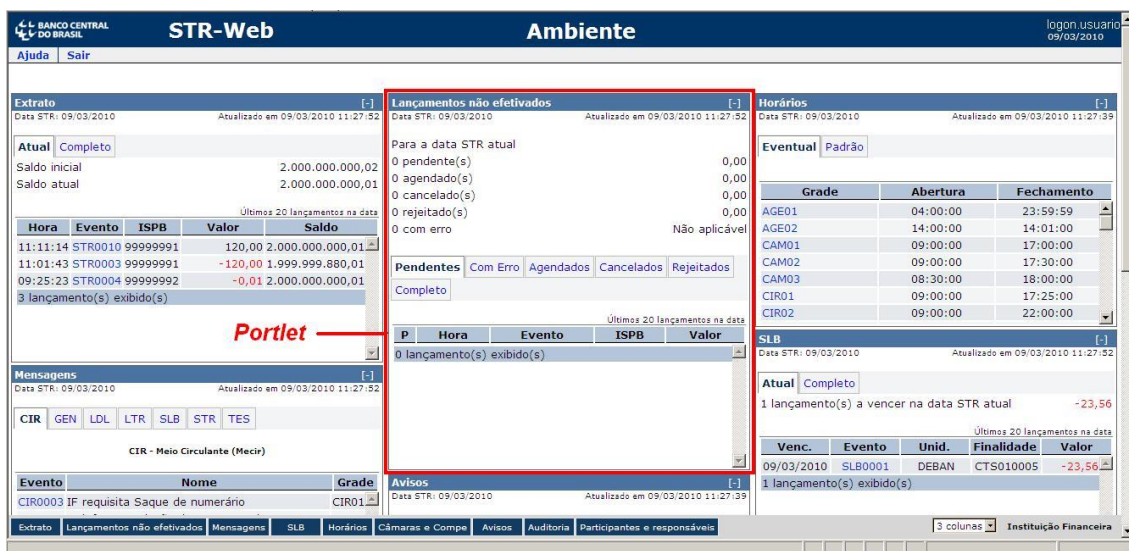 BANCO CENTRAL
DO BRASIL
STR-Web
Ambiente
logon.usuario
09/03/2010
Ajuda Sair
Extrato [-]
Data STR: 09/03/2010 Atualizado em 09/03/2010 11:27:52
Atual Completo
Saldo inicial 2.000.000.000,02
Saldo atual 2.000.000.000,01
Últimos 20 lançamentos na data
Hora Evento ISPB Valor Saldo
11:11:14 STR0010 99999991 120,00 2.000.000.000,01
11:01:43 STR0003 99999991 -120,00 1.999.999.880,01
09:25:23 STR0004 99999992 -0,01 2.000.000.000,01
3 lançamento(s) exibido(s)
Portlet
Mensagens [-]
Data STR: 09/03/2010 Atualizado em 09/03/2010 11:27:52
CIR GEN LDL LTR SLB STR TES
CIR - Meio Circulante (Mecir)
Evento Nome Grade
CIR0003 IF requisita Saque de numerário CIR01
Lançamentos não efetivados [-]
Data STR: 09/03/2010 Atualizado em 09/03/2010 11:27:52
Para a data STR atual
0 pendente(s) 0,00
0 agendado(s) 0,00
0 cancelado(s) 0,00
0 rejeitado(s) 0,00
0 com erro Não aplicável
Pendentes Com Erro Agendados Cancelados Rejeitados
Completo
Últimos 20 lançamentos na data
P Hora Evento ISPB Valor
0 lançamento(s) exibido(s)
Avisos [-]
Data STR: 09/03/2010 Atualizado em 09/03/2010 11:27:39
Horários [-]
Data STR: 09/03/2010 Atualizado em 09/03/2010 11:27:39
Eventual Padrão
Grade Abertura Fechamento
AGE01 04:00:00 23:59:59
AGE02 14:00:00 14:01:00
CAM01 09:00:00 17:00:00
CAM02 09:00:00 17:30:00
CAM03 08:30:00 18:00:00
CIR01 09:00:00 17:25:00
CIR02 09:00:00 22:00:00
SLB [-]
Data STR: 09/03/2010 Atualizado em 09/03/2010 11:27:52
Atual Completo
1 lançamento(s) a vencer na data STR atual -23,56
Últimos 20 lançamentos na data
Venc. Evento Unid. Finalidade Valor
09/03/2010 SLB0001 DEBAN CTS010005 -23,56
1 lançamento(s) exibido(s)
Extrato Lançamentos não efetivados Mensagens SLB Horários Câmaras e Compe Avisos Auditoria Participantes e responsáveis 3 colunas Instituição Financeira